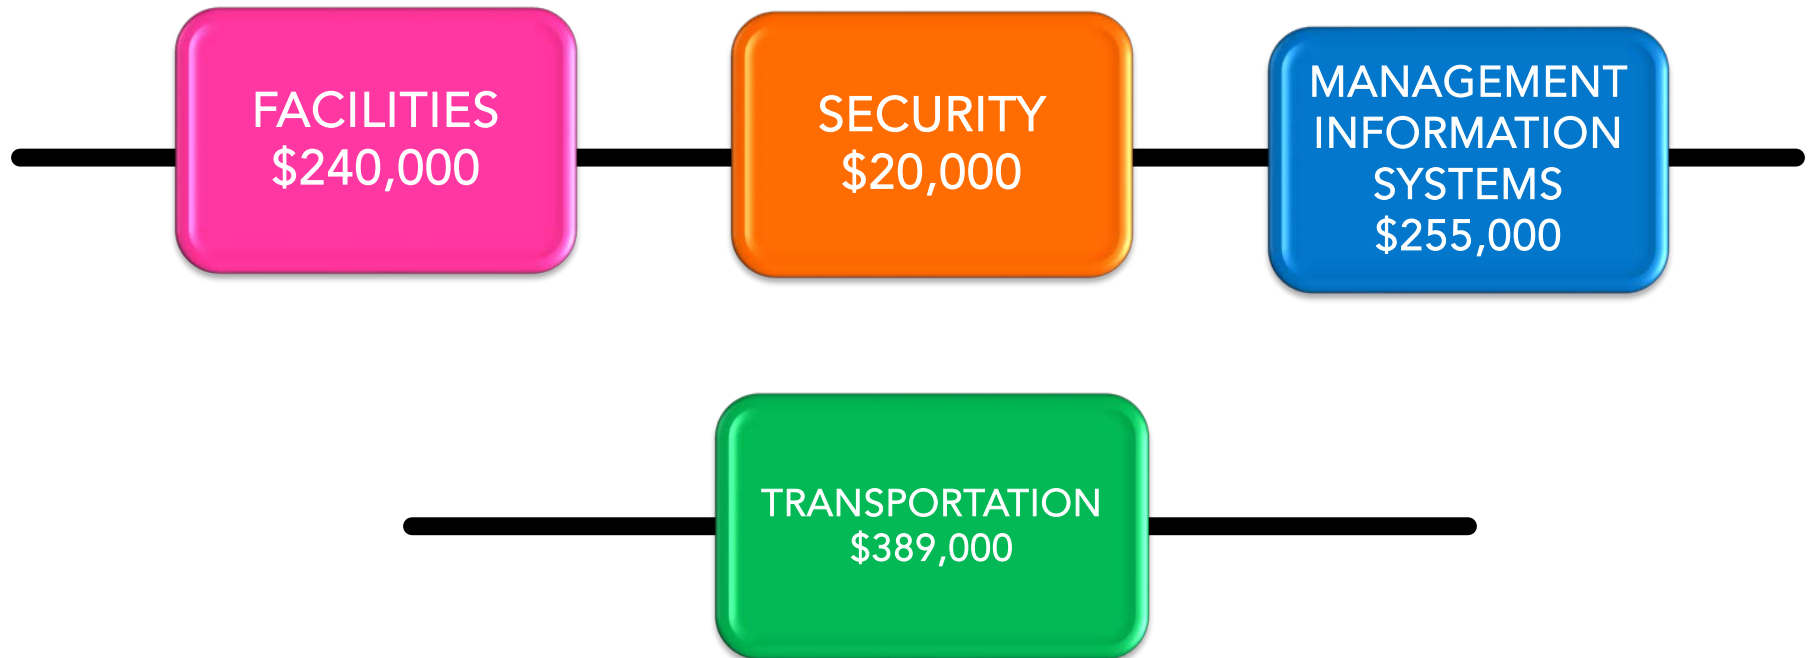 FACILITIES
$240,000
SECURITY
$20,000
MANAGEMENT
INFORMATION
SYSTEMS
$255,000
TRANSPORTATION
$389,000